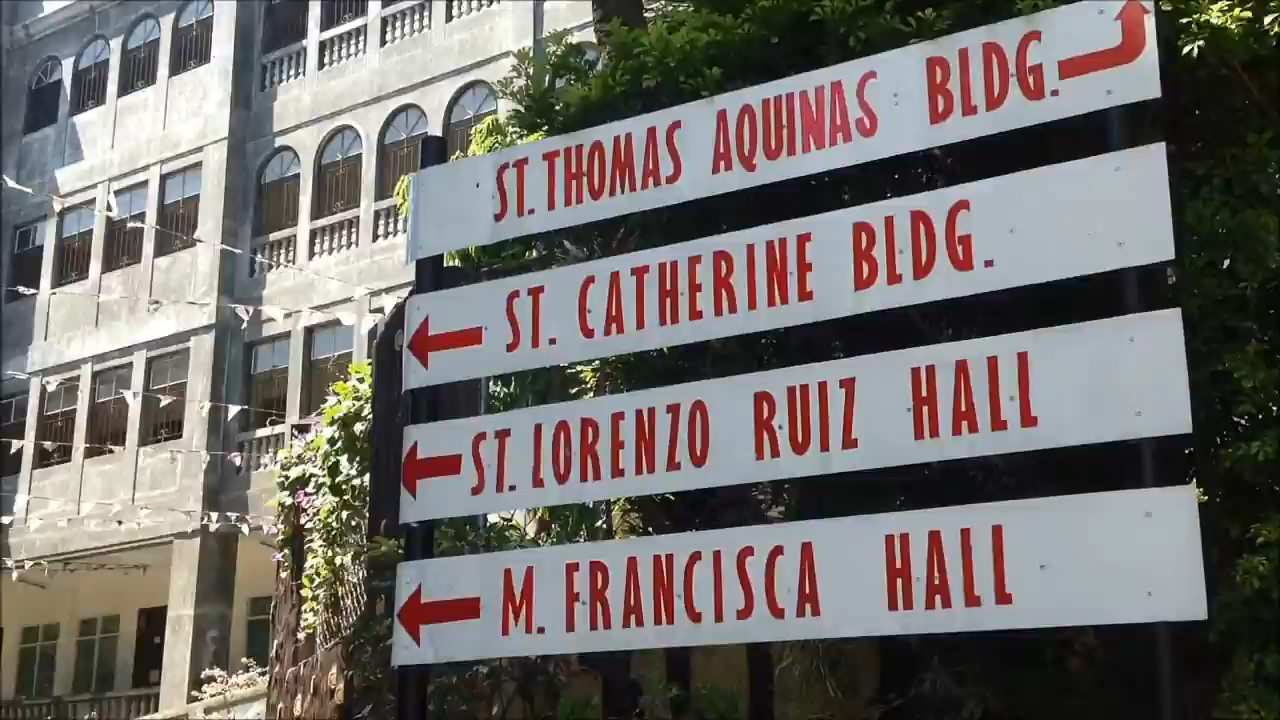 ST. THOMAS AQUINAS BLDG.
ST. CATHERINE BLDG.
ST. LORENZO RUIZ HALL
M. FRANCISCA HALL